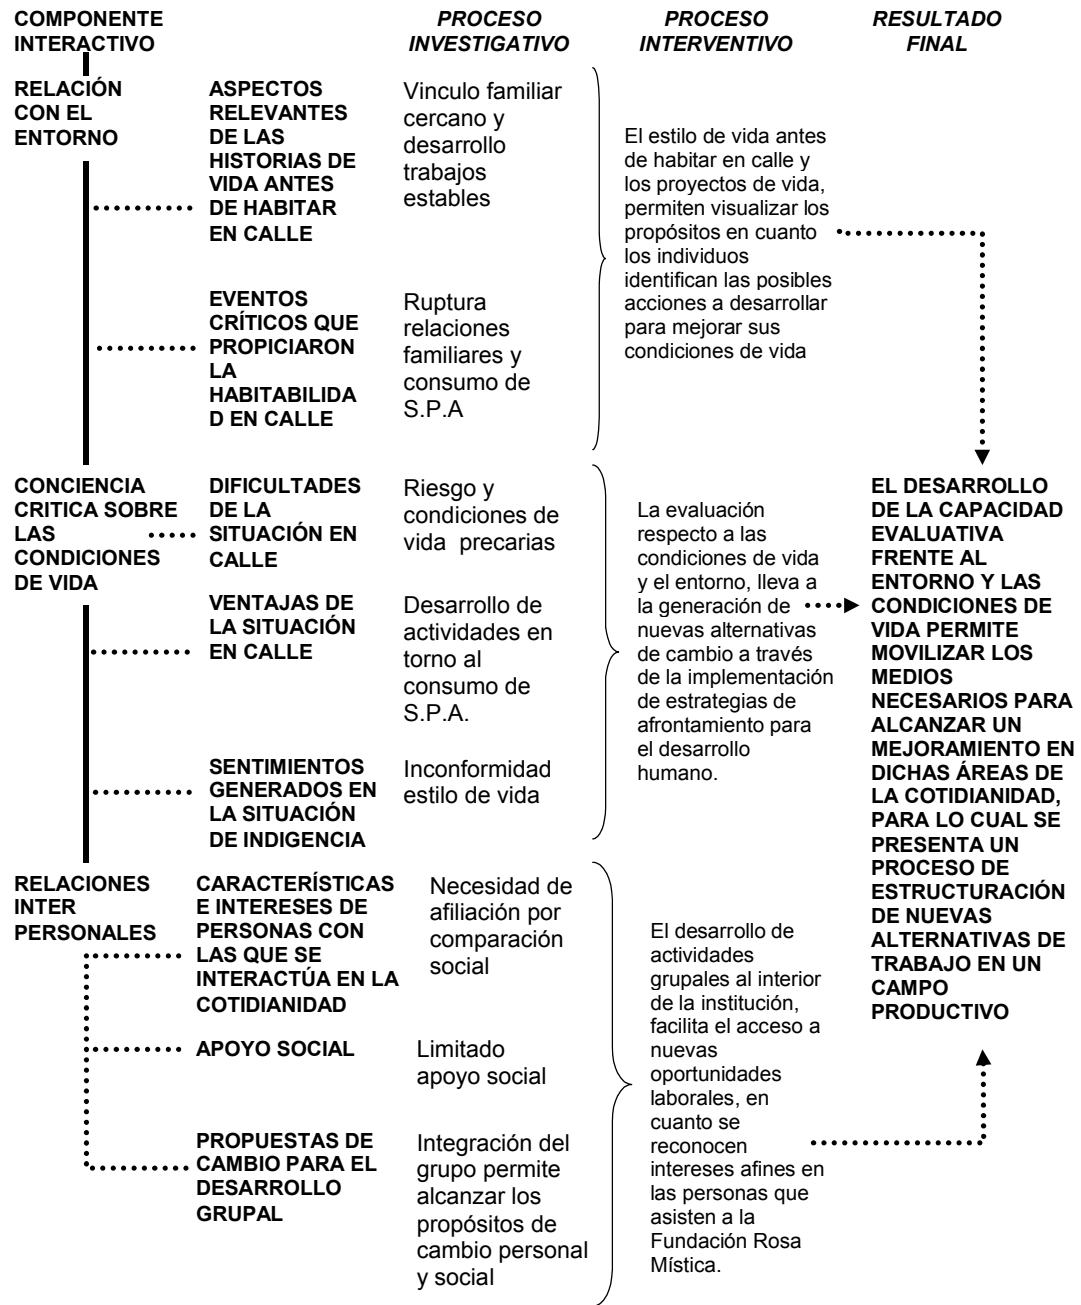 COMPONENTE
INTERACTIVO
PROCESO
INVESTIGATIVO
PROCESO
INTERVENTIVO
RESULTADO
FINAL
RELACIÓN
CON EL
ENTORNO
ASPECTOS
RELEVANTES
DE LAS
HISTORIAS DE
VIDA ANTES
DE HABITAR
EN CALLE
Vinculo familiar
cercano y
desarrollo
trabajos
estables
EVENTOS
CRÍTICOS QUE
PROPICIARON
LA
HABITABILIDA
D EN CALLE
Ruptura
relaciones
familiares y
consumo de
S.P.A
El estilo de vida antes
de habitar en calle y
los proyectos de vida,
permiten visualizar los
propósitos en cuanto
los individuos
identifican las posibles
acciones a desarrollar
para mejorar sus
condiciones de vida
CONCIENCIA
CRITICA SOBRE
LAS
CONDICIONES
DE VIDA
DIFICULTADES
DE LA
SITUACIÓN EN
CALLE
Riesgo y
condiciones de
vida precarias
VENTAJAS DE
LA SITUACIÓN
EN CALLE
Desarrollo de
actividades en
torno al
consumo de
S.P.A.
SENTIMIENTOS
GENERADOS EN
LA SITUACIÓN
DE INDIGENCIA
Inconformidad
estilo de vida
La evaluación
respecto a las
condiciones de vida
y el entorno, lleva a
la generación de
nuevas alternativas
de cambio a través
de la implementación
de estrategias de
afrontamiento para
el desarrollo
humano.
EL DESARROLLO
DE LA CAPACIDAD
EVALUATIVA
FRENTE AL
ENTORNO Y LAS
CONDICIONES DE
VIDA PERMITE
MOVILIZAR LOS
MEDIOS
NECESARIOS PARA
ALCANZAR UN
MEJORAMIENTO EN
DICHAS ÁREAS DE
LA COTIDIANIDAD,
PARA LO CUAL SE
PRESENTA UN
PROCESO DE
ESTRUCTURACIÓN
DE NUEVAS
ALTERNATIVAS DE
TRABAJO EN UN
CAMPO
PRODUCTIVO
RELACIONES
INTER
PERSONALES
CARACTERÍSTICAS
E INTERESES DE
PERSONAS CON
LAS QUE SE
INTERACTÚA EN LA
COTIDIANIDAD
Necesidad de
afiliación por
comparación
social
APOYO SOCIAL
Limitado
apoyo social
PROPUESTAS DE
CAMBIO PARA EL
DESARROLLO
GRUPAL
Integración del
grupo permite
alcanzar los
propósitos de
cambio personal
y social
El desarrollo de
actividades
grupales al interior
de la institución,
facilita el acceso a
nuevas
oportunidades
laborales, en
cuanto se
reconocen
intereses afines en
las personas que
asisten a la
Fundación Rosa
Mística.